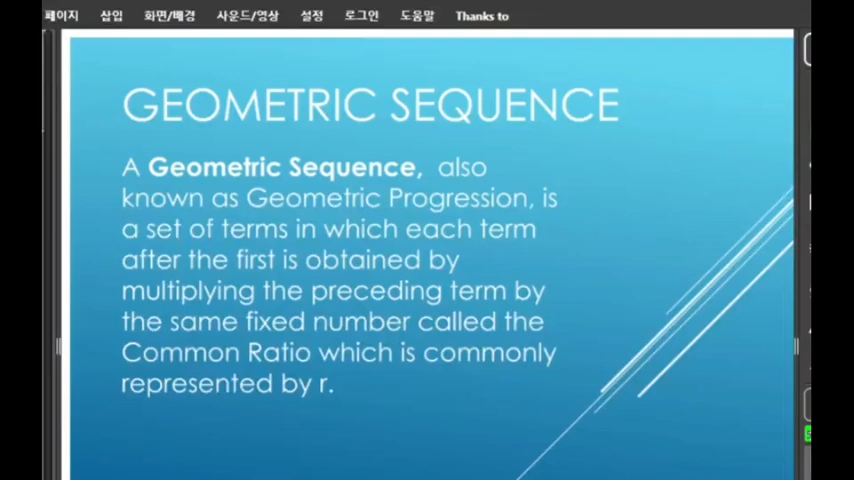 페이지 삽입 화면/배경 사운드/영상 설정 로그인 도움말 Thanks to
GEOMETRIC SEQUENCE
A Geometric Sequence, also
known as Geometric Progression, is
a set of terms in which each term
after the first is obtained by
multiplying the preceding term by
the same fixed number called the
Common Ratio which is commonly
represented by r.